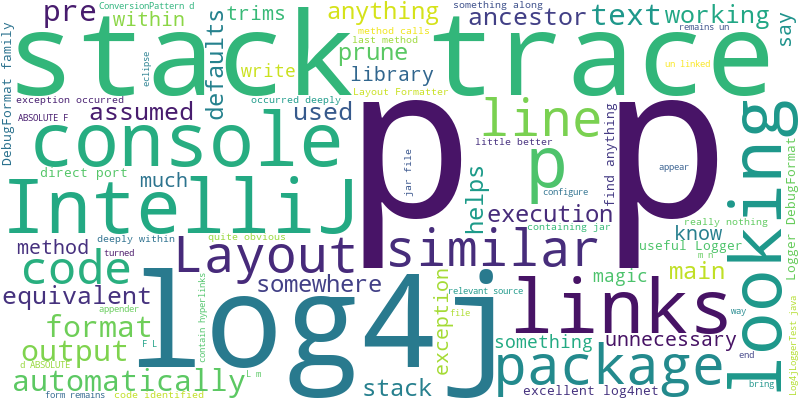 ConversionPattern d
something along
pre
within
trims
anything
ancestor
text
working
say
method calls
last method
remains un
stack trace
defaults
prune
write
library
eclipse
un linked
DebugFormat family
exception occurred
occurred deeply
Layout Formatter
ABSOLUTE F
assumed
used
p p
line
find anything
looking
console
little better
direct port
much
jar file
p
appear
Logger DebugFormat
IntelliJ
helps
configure
execution
containing jar
really nothing
deeply within
quite obvious
method
turned
Layout
similar
know
useful Logger
m n
code
log4j
somewhere
exception
links
magic
main
equivalent
contain hyperlinks
relevant source
file
way
Log4jLoggerTest java
appender
format
something
unnecessary
output
F L
package
end
d ABSOLUTE
automatically
L m
stack
bring
form remains
code identified
excellent log4net